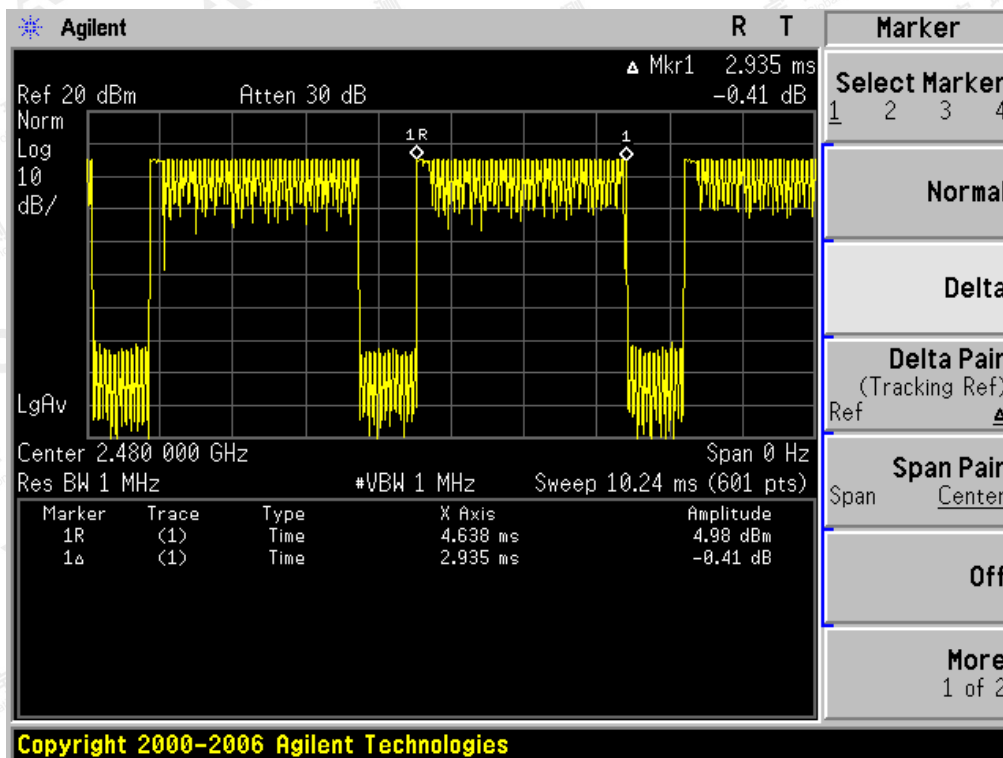 Agilent
R T
Marker
Δ Mkr1 2.935 ms
Ref 20 dBm Atten 30 dB -0.41 dB
Norm
Log
10
dB/
1R
1
LgAv
Center 2.480 000 GHz Span 0 Hz
Res BW 1 MHz #VBW 1 MHz Sweep 10.24 ms (601 pts)
Marker Trace Type X Axis Amplitude
1R (1) Time 4.638 ms 4.98 dBm
1Δ (1) Time 2.935 ms -0.41 dB
Select Marker
1 2 3 4
Normal
Delta
Delta Pair
(Tracking Ref)
Ref Δ
Span Pair
Span Center
Off
More
1 of 2
Copyright 2000-2006 Agilent Technologies